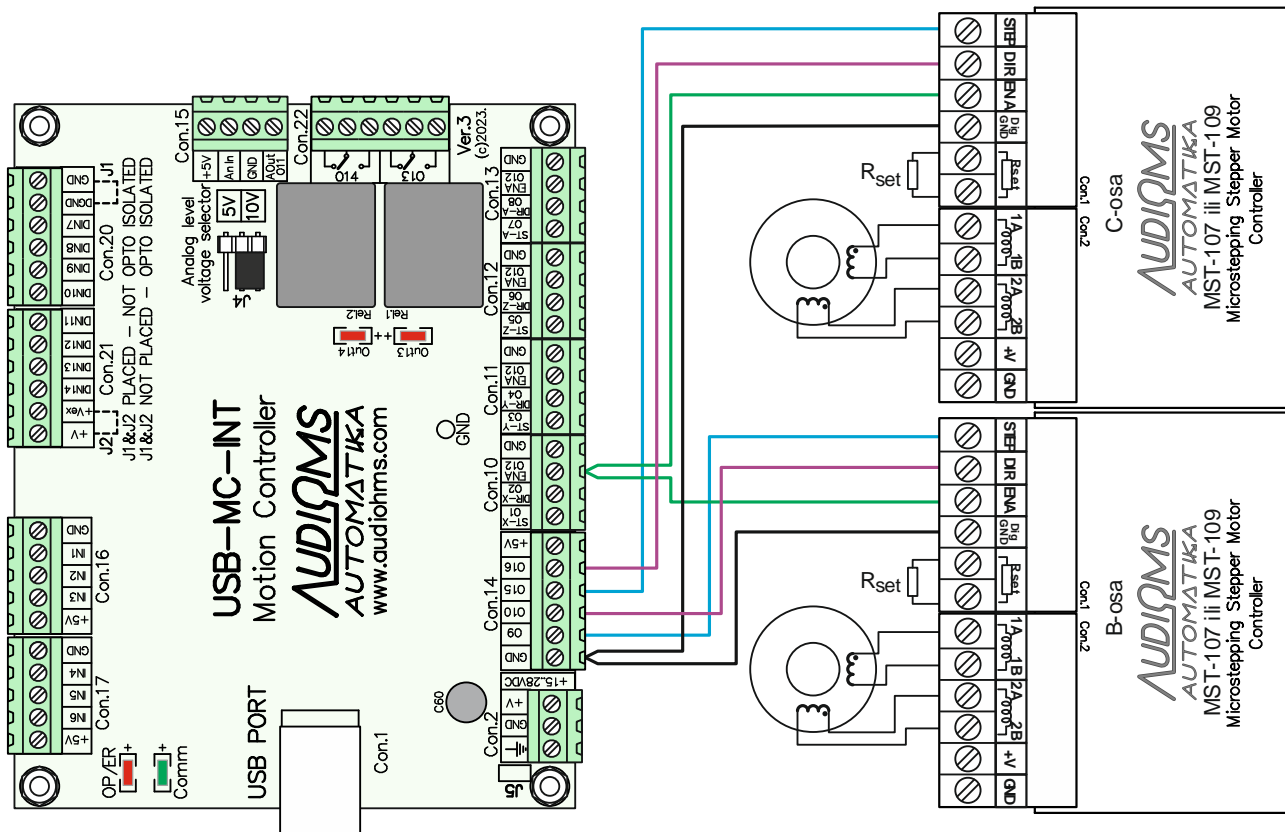 Con.15
+5V
An.In
GND
AOut
O11
Con.22
O14
O13
Ver.3
(c)2023.
Analog level
voltage selector
5V
10V
J4
Rel.2
Rel.1
Out14
++
Out13
J1
GND
DGND
DIN7
DIN8
DIN9
DIN10
Con.20
DIN11
DIN12
DIN13
DIN14
+Vex
+V
Con.21
J2
J1&J2 PLACED - NOT OPTO ISOLATED
J1&J2 NOT PLACED - OPTO ISOLATED
GND
IN1
IN2
IN3
+5V
Con.16
GND
IN4
IN5
IN6
+5V
Con.17
OP/ER
+
Comm
+
USB PORT
Con.1
USB-MC-INT
Motion Controller
AUDIOMS
AUTOMATIKA
www.audiohms.com
GND
C60
Con.13
GND
O12
ENA
O8
DIR-A
O7
ST-A
Con.12
GND
O12
ENA
O6
DIR-Z
O5
ST-Z
Con.11
GND
O12
ENA
O4
DIR-Y
O3
ST-Y
Con.10
GND
O12
ENA
O2
DIR-X
O1
ST-X
Con.14
+5V
O16
O15
O10
O9
GND
+15..28VDC
+V
GND
Con.2
J5
STEP
DIR
ENA
Dig
GND
Rset
Rset
Con.1
Con.2
1A
1B
2A
2B
+V
GND
C-osa
AUDIOMS
AUTOMATIKA
MST-107 ili MST-109
Microstepping Stepper Motor
Controller
STEP
DIR
ENA
Dig
GND
Rset
Rset
Con.1
Con.2
1A
1B
2A
2B
+V
GND
B-osa
AUDIOMS
AUTOMATIKA
MST-107 ili MST-109
Microstepping Stepper Motor
Controller